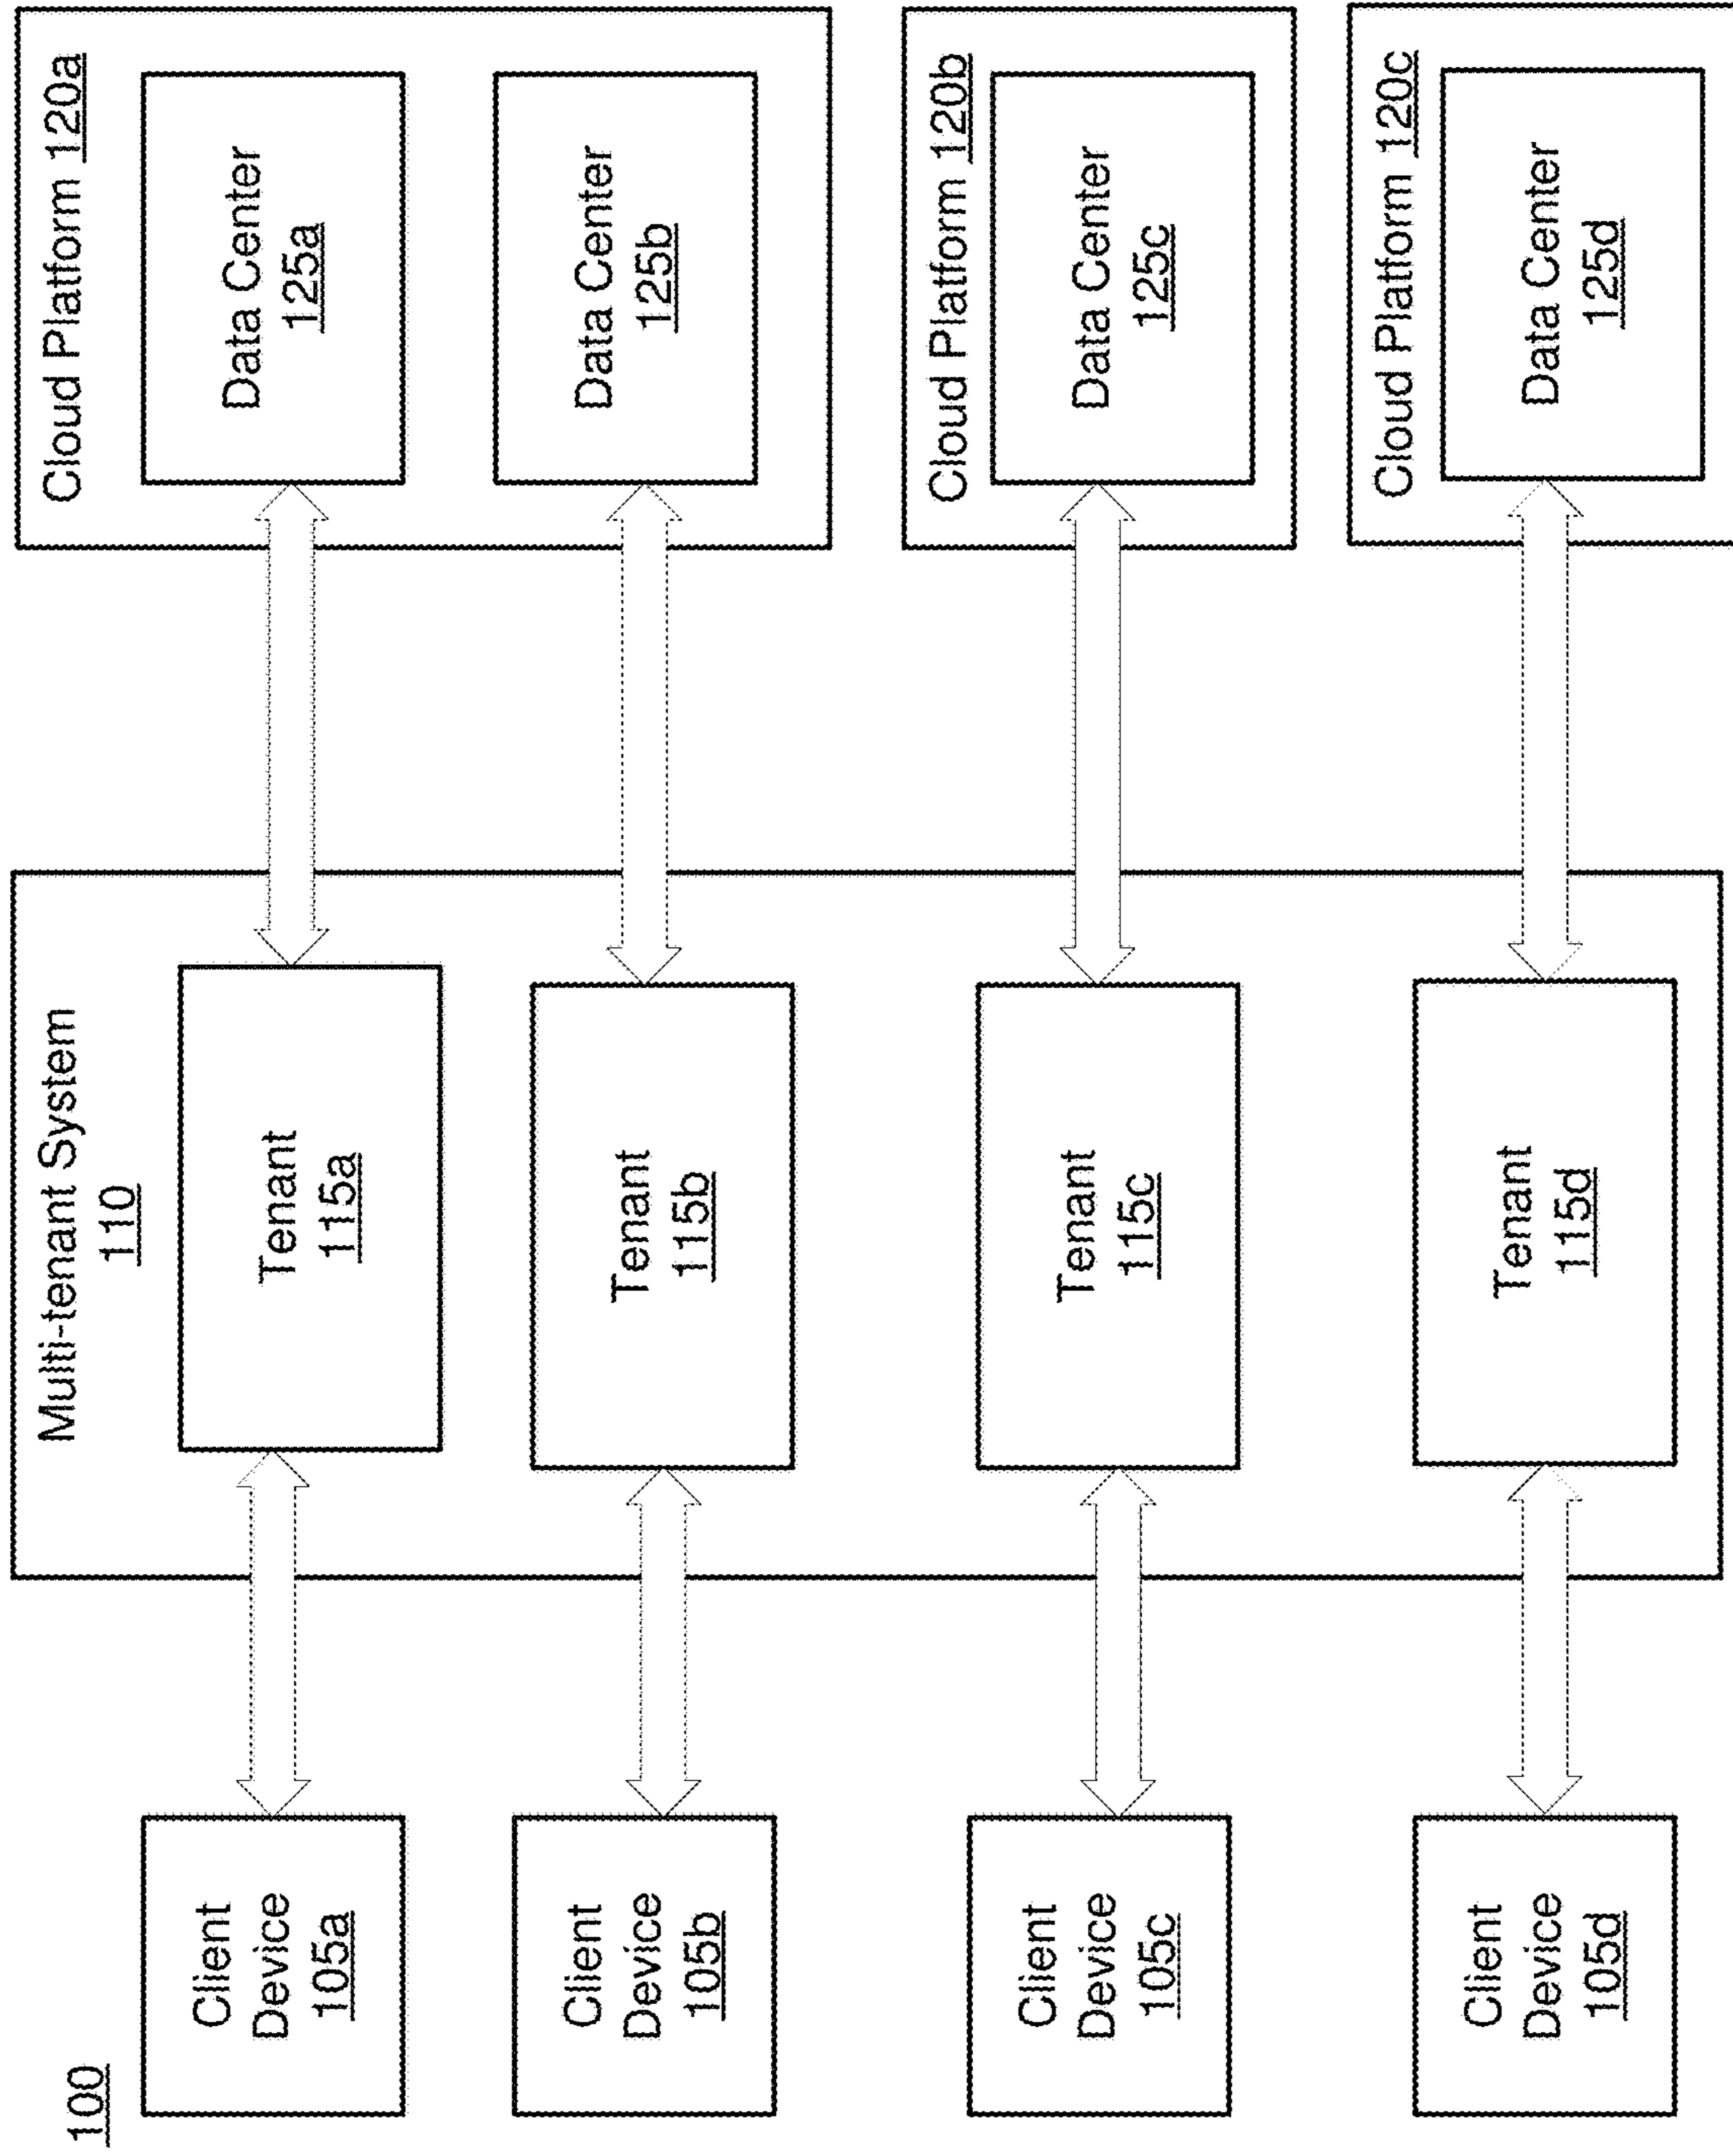 100
Client
Device
105a
Client
Device
105b
Client
Device
105c
Client
Device
105d
Multi-tenant System
110
Tenant
115a
Tenant
115b
Tenant
115c
Tenant
115d
Cloud Platform 120a
Data Center
125a
Data Center
125b
Cloud Platform 120b
Data Center
125c
Cloud Platform 120c
Data Center
125d